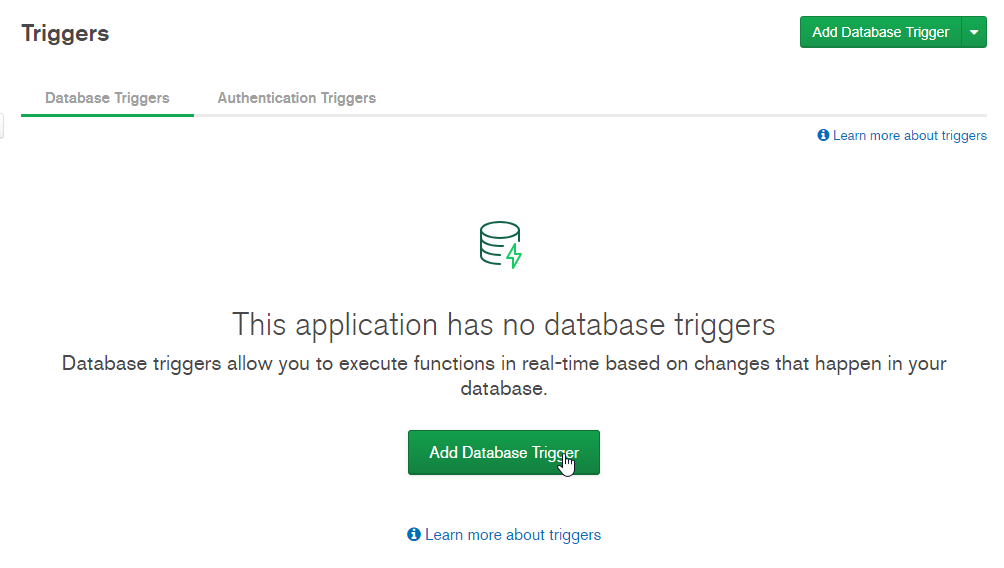 Triggers
Add Database Trigger
Database Triggers
Authentication Triggers
Learn more about triggers
This application has no database triggers
Database triggers allow you to execute functions in real-time based on changes that happen in your
database.
Add Database Trigger
Learn more about triggers